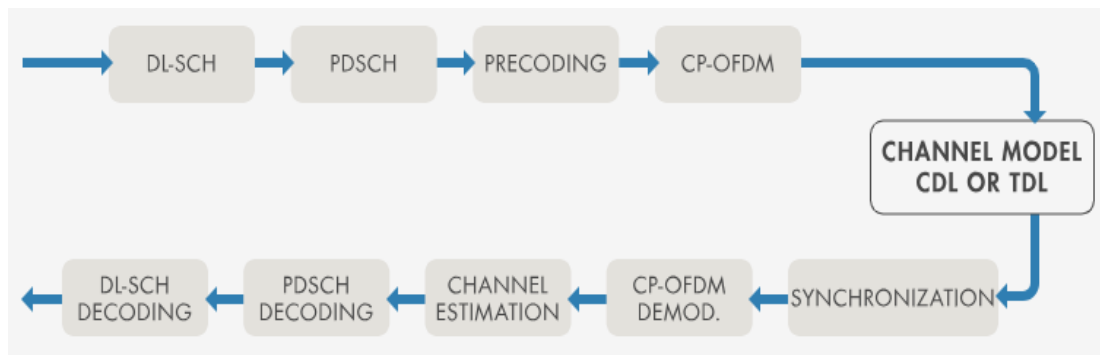 DL-SCH
PDSCH
PRECODING
CP-OFDM
CHANNEL MODEL
CDL OR TDL
SYNCHRONIZATION
CP-OFDM
DEMOD.
CHANNEL
ESTIMATION
PDSCH
DECODING
DL-SCH
DECODING